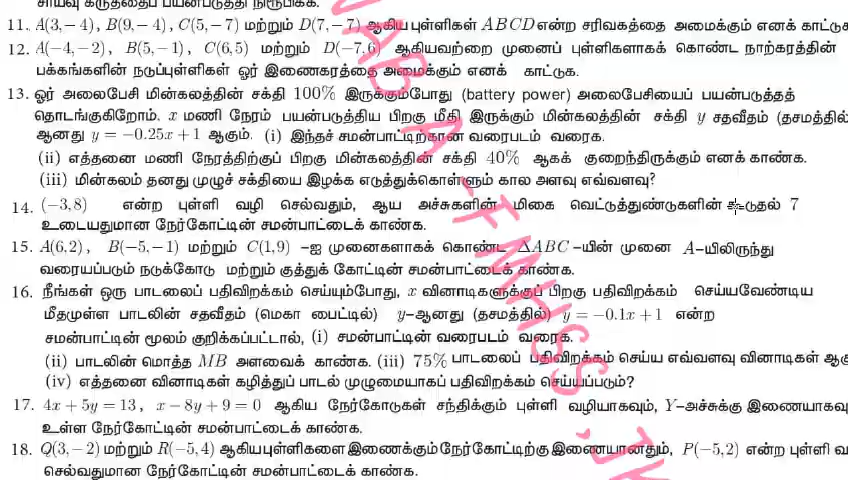 சாய்வு கருத்தைப் பயன்படுத்தி நிரூபிக்க.
11. A(3,−4), B(9,−4), C(5,−7) மற்றும் D(7,−7) ஆகிய புள்ளிகள் ABCD என்ற சரிவகத்தை அமைக்கும் எனக் காட்டுக
12. A(−4,−2), B(5,−1), C(6,5) மற்றும் D(−7,6) ஆகியவற்றை முனைப் புள்ளிகளாகக் கொண்ட நாற்கரத்தின்
பக்கங்களின் நடுப்புள்ளிகள் ஓர் இணைகரத்தை அமைக்கும் எனக் காட்டுக.
13. ஓர் அலைபேசி மின்கலத்தின் சக்தி 100% இருக்கும்போது (battery power) அலைபேசியைப் பயன்படுத்தத்
தொடங்குகிறோம். x மணி நேரம் பயன்படுத்திய பிறகு மீதி இருக்கும் மின்கலத்தின் சக்தி y சதவீதம் (தசமத்தில்
ஆனது y = −0.25x + 1 ஆகும். (i) இந்தச் சமன்பாட்டிற்கான வரைபடம் வரைக.
(ii) எத்தனை மணி நேரத்திற்குப் பிறகு மின்கலத்தின் சக்தி 40% ஆகக் குறைந்திருக்கும் எனக் காண்க.
(iii) மின்கலம் தனது முழுச் சக்தியை இழக்க எடுத்துக்கொள்ளும் கால அளவு எவ்வளவு?
14. (−3,8) என்ற புள்ளி வழி செல்வதும், ஆய அச்சுகளின் மிகை வெட்டுத்துண்டுகளின் கூடுதல் 7
உடையதுமான நேர்கோட்டின் சமன்பாட்டைக் காண்க.
15. A(6,2), B(−5,−1) மற்றும் C(1,9) –ஐ முனைகளாகக் கொண்ட ΔABC –யின் முனை A–யிலிருந்து
வரையப்படும் நடுக்கோடு மற்றும் குத்துக் கோட்டின் சமன்பாட்டைக் காண்க.
16. நீங்கள் ஒரு பாடலைப் பதிவிறக்கம் செய்யும்போது, x வினாடிகளுக்குப் பிறகு பதிவிறக்கம் செய்யவேண்டிய
மீதமுள்ள பாடலின் சதவீதம் (மெகா பைட்டில்) y–ஆனது (தசமத்தில்) y = −0.1x + 1 என்ற
சமன்பாட்டின் மூலம் குறிக்கப்பட்டால், (i) சமன்பாட்டின் வரைபடம் வரைக.
(ii) பாடலின் மொத்த MB அளவைக் காண்க. (iii) 75% பாடலைப் பதிவிறக்கம் செய்ய எவ்வளவு வினாடிகள் ஆகு
(iv) எத்தனை வினாடிகள் கழித்துப் பாடல் முழுமையாகப் பதிவிறக்கம் செய்யப்படும்?
17. 4x + 5y = 13, x − 8y + 9 = 0 ஆகிய நேர்கோடுகள் சந்திக்கும் புள்ளி வழியாகவும், Y–அச்சுக்கு இணையாகவு
உள்ள நேர்கோட்டின் சமன்பாட்டைக் காண்க.
18. Q(3,−2) மற்றும் R(−5,4) ஆகிய புள்ளிகளை இணைக்கும் நேர்கோட்டிற்கு இணையானதும், P(−5,2) என்ற புள்ளி வ
செல்வதுமான நேர்கோட்டின் சமன்பாட்டைக் காண்க.